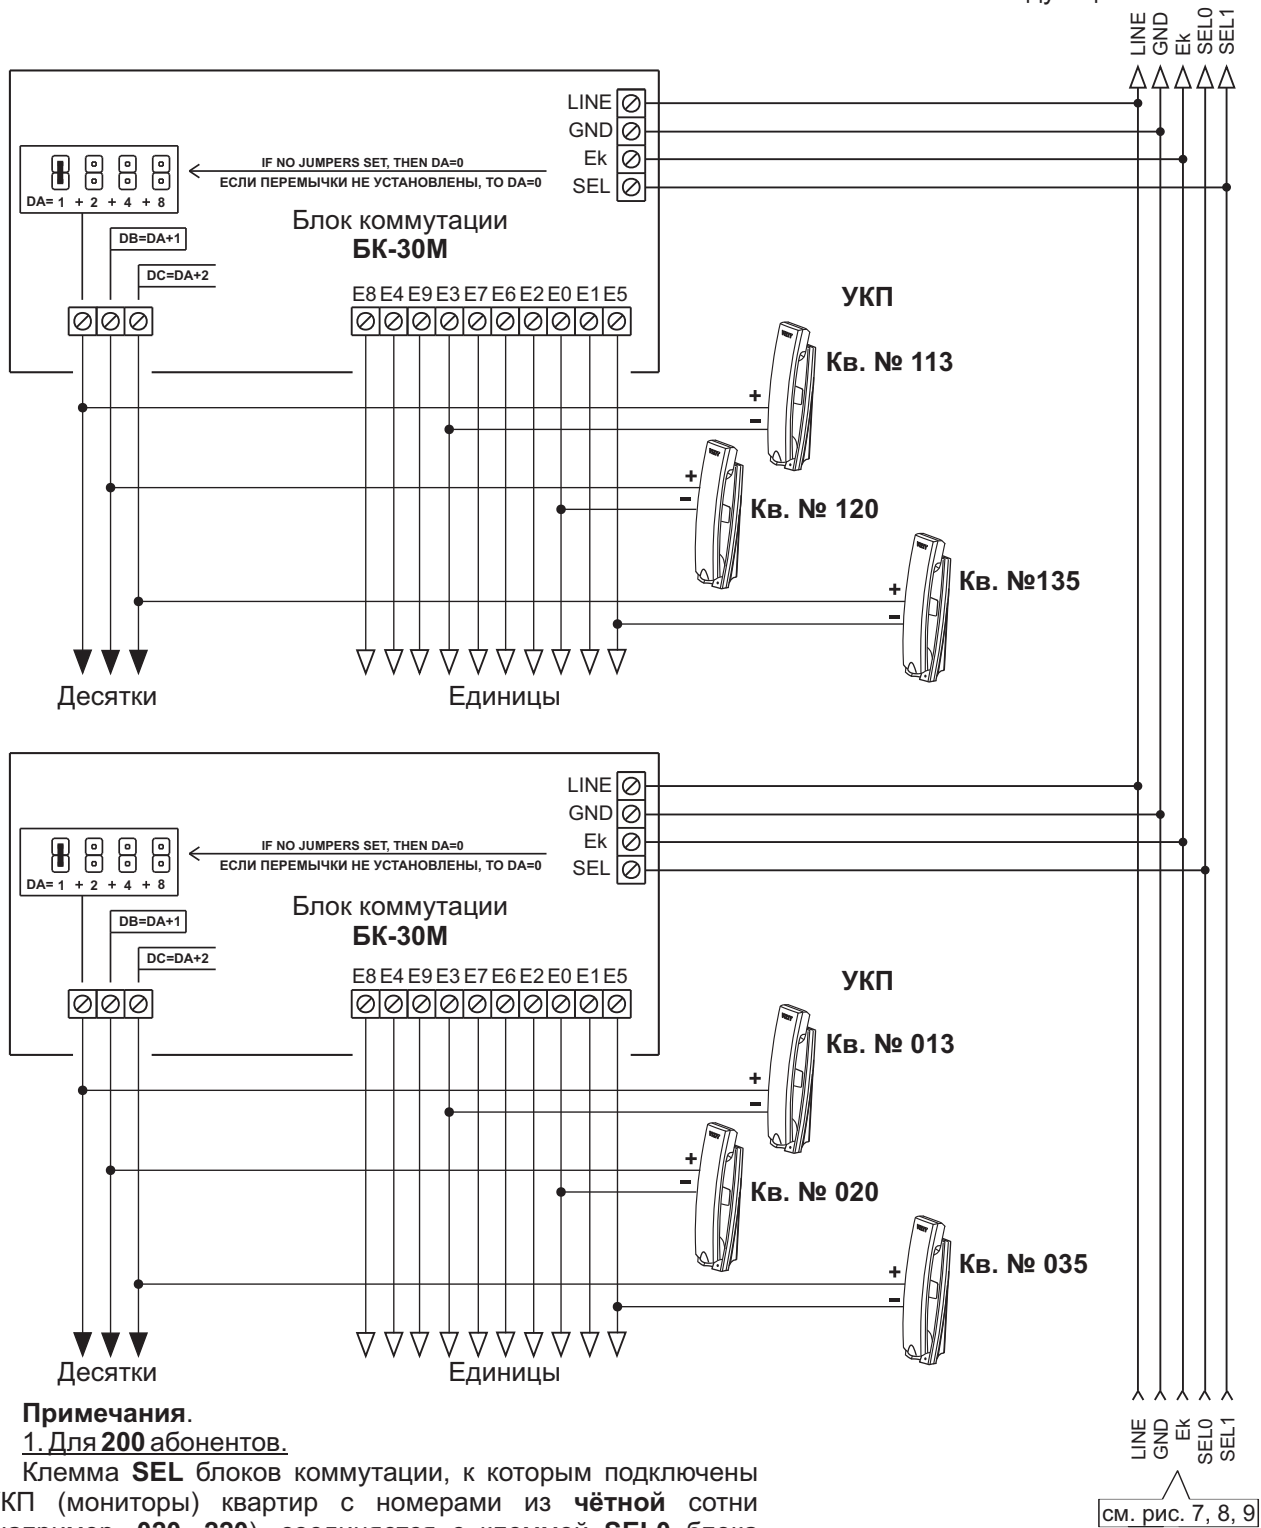 LINE
GND
Ek
SEL0
SEL1
LINE
GND
Ek
SEL
IF NO JUMPERS SET, THEN DA=0
ЕСЛИ ПЕРЕМЫЧКИ НЕ УСТАНОВЛЕНЫ, ТО DA=0
DA= 1 + 2 + 4 + 8
Блок коммутации
БК-30М
DB=DA+1
DC=DA+2
E8 E4 E9 E3 E7 E6 E2 E0 E1 E5
УКП
Кв. № 113
+
–
+
–
Кв. № 120
+
–
Кв. №135
Десятки
Единицы
LINE
GND
Ek
SEL
IF NO JUMPERS SET, THEN DA=0
ЕСЛИ ПЕРЕМЫЧКИ НЕ УСТАНОВЛЕНЫ, ТО DA=0
DA= 1 + 2 + 4 + 8
Блок коммутации
БК-30М
DB=DA+1
DC=DA+2
E8 E4 E9 E3 E7 E6 E2 E0 E1 E5
УКП
Кв. № 013
+
–
+
–
Кв. № 020
+
–
Кв. № 035
Десятки
Единицы
LINE
GND
Ek
SEL0
SEL1
см. рис. 7, 8, 9
Примечания.
1. Для 200 абонентов.
Клемма SEL блоков коммутации, к которым подключены
КП (мониторы) квартир с номерами из чётной сотни